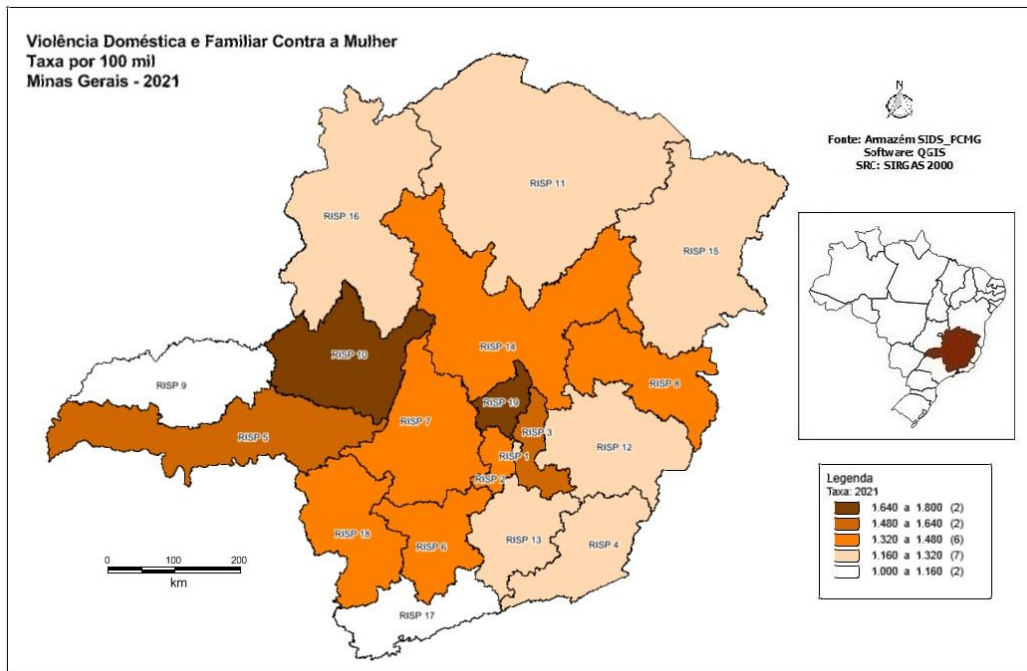 Violência Doméstica e Familiar Contra a Mulher
Taxa por 100 mil
Minas Gerais - 2021
N
Fonte: Armazém SIDS_PCMG
Software: QGIS
SRC: SIRGAS 2000
RISP 11
RISP 16
RISP 15
RISP 14
RISP 10
RISP 9
RISP 8
RISP 19
RISP 7
RISP 3
RISP 5
RISP 12
RISP 1
RISP 2
RISP 18
RISP 6
RISP 13
RISP 4
RISP 17
0 100 200
km
Legenda
Taxa: 2021
1.640 a 1.800 (2)
1.480 a 1.640 (2)
1.320 a 1.480 (6)
1.160 a 1.320 (7)
1.000 a 1.160 (2)